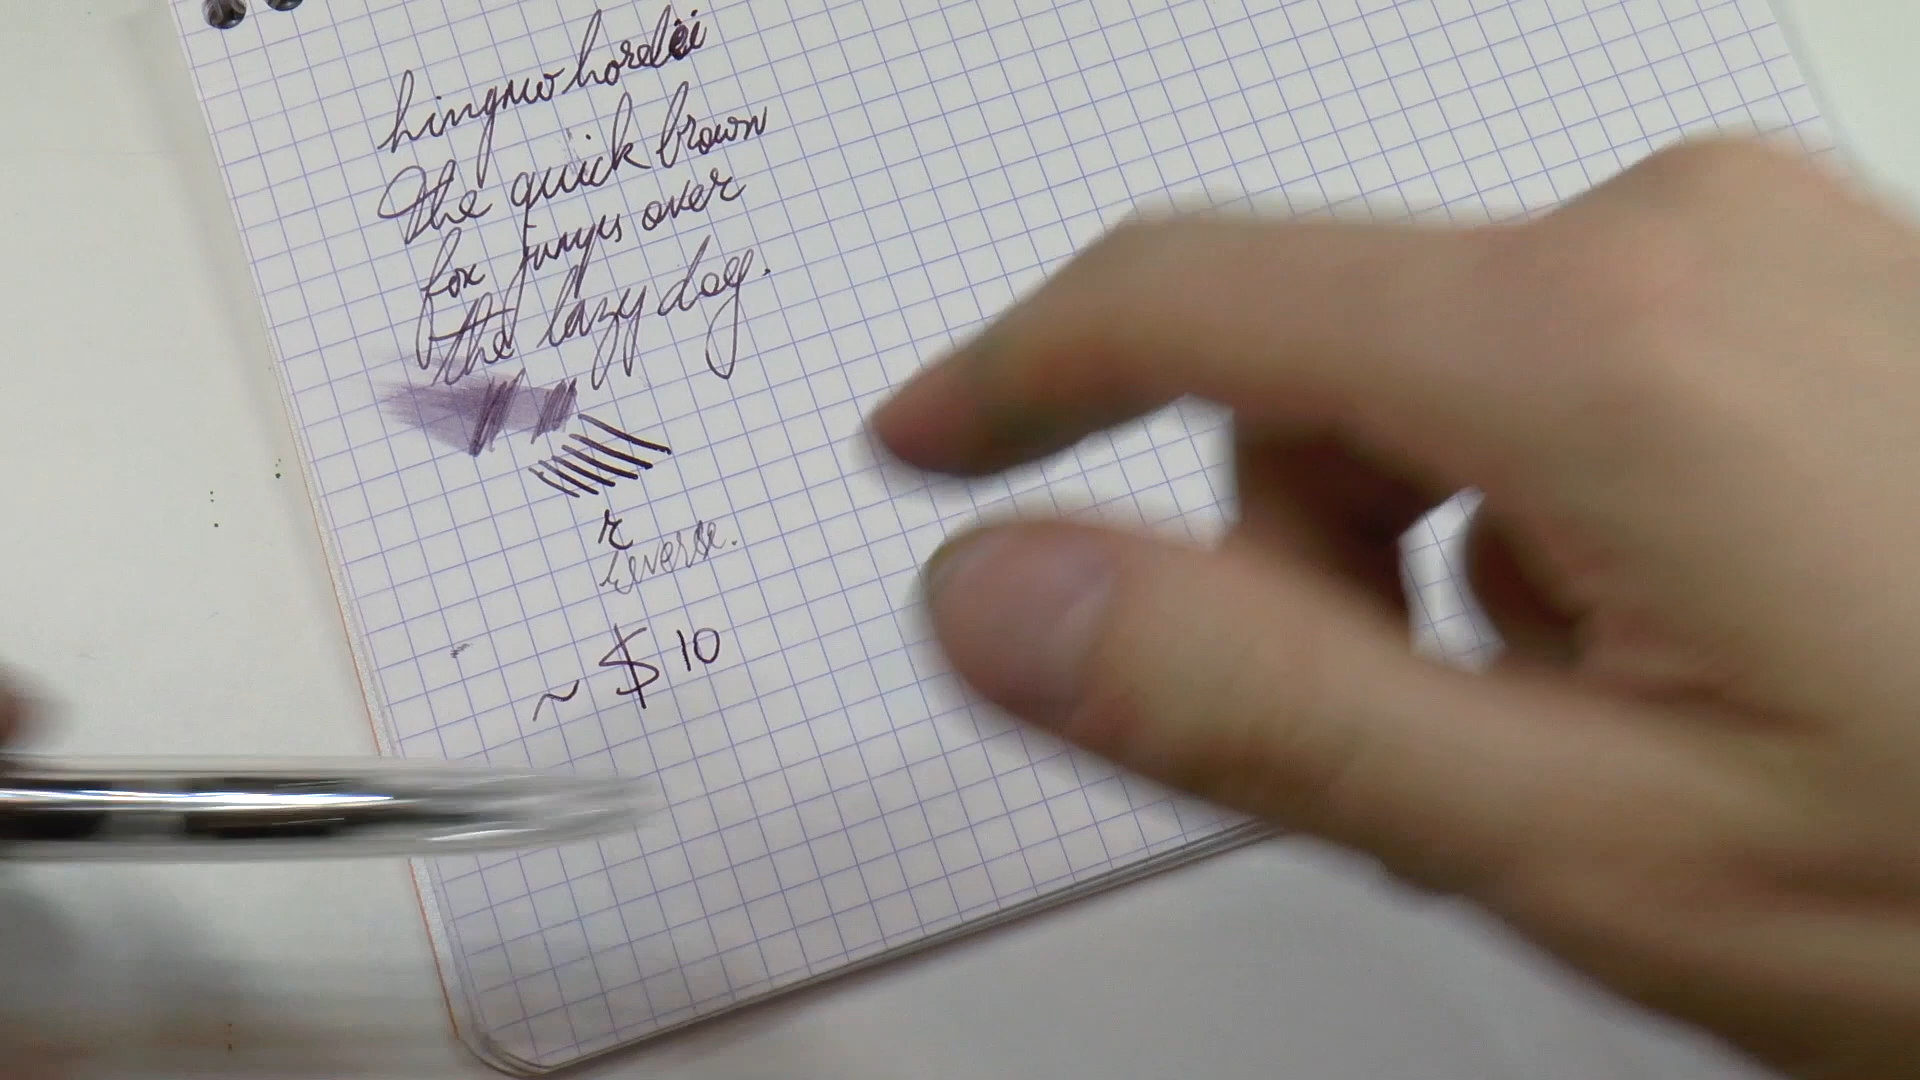 The quick brown
fox jumps over
the lazy dog.
r
reverse.
~ $10